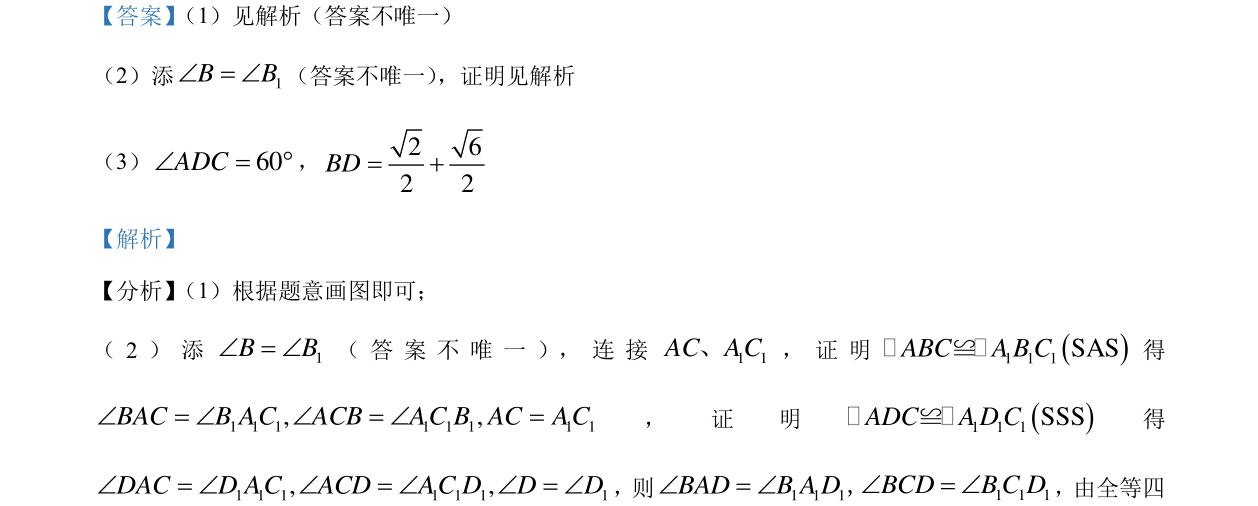 【答案】（1）见解析（答案不唯一）
（2）添∠B = ∠B₁（答案不唯一），证明见解析
（3）∠ADC = 60°，BD = √2/2 + √6/2
【解析】
【分析】（1）根据题意画图即可；
（2）添∠B = ∠B₁（答案不唯一），连接 AC、A₁C₁，证明□ABC≌□A₁B₁C₁(SAS)得
∠BAC = ∠B₁A₁C₁,∠ACB = ∠A₁C₁B₁, AC = A₁C₁，证明□ADC≌□A₁D₁C₁(SSS)得
∠DAC = ∠D₁A₁C₁,∠ACD = ∠A₁C₁D₁,∠D = ∠D₁，则∠BAD = ∠B₁A₁D₁, ∠BCD = ∠B₁C₁D₁，由全等四